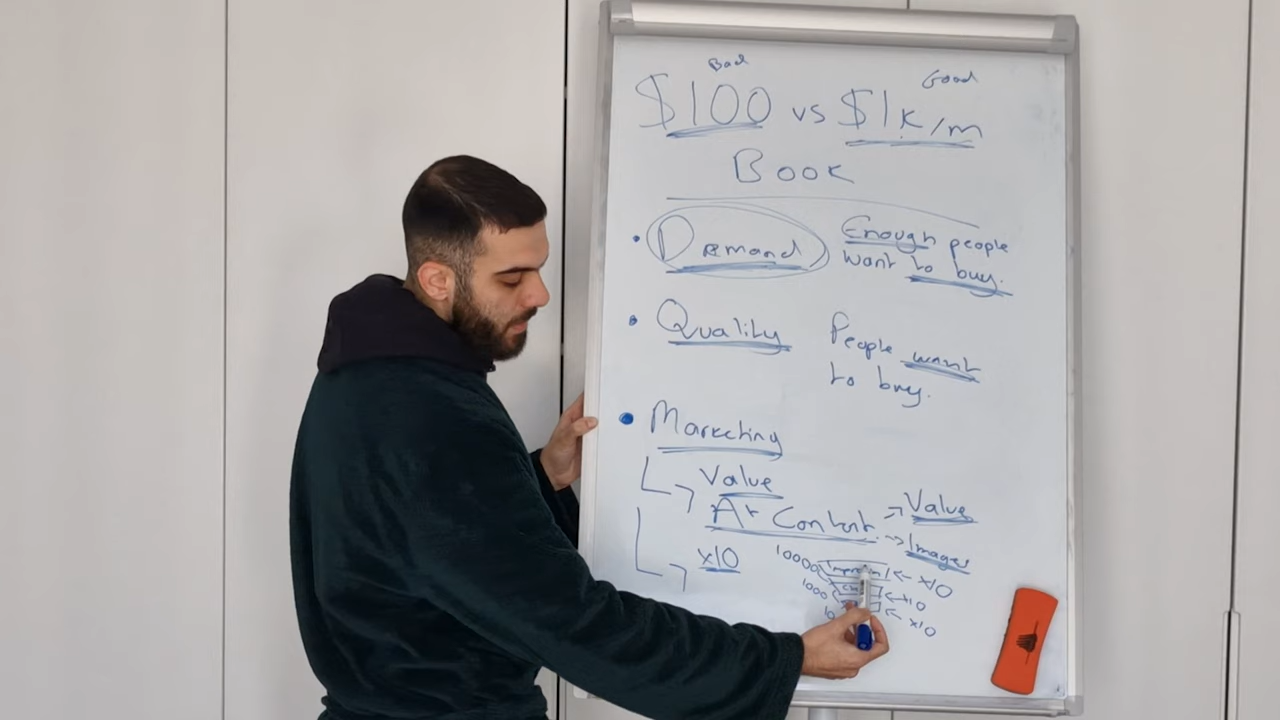 Bad
Good
$100 vs $1k/m
Book
• Demand
Enough people
want to buy.
• Quality
People want
to buy.
• Marketing
Value
A+ Content
Value
Images
x10
10000
x10
1000
x10
10
x10